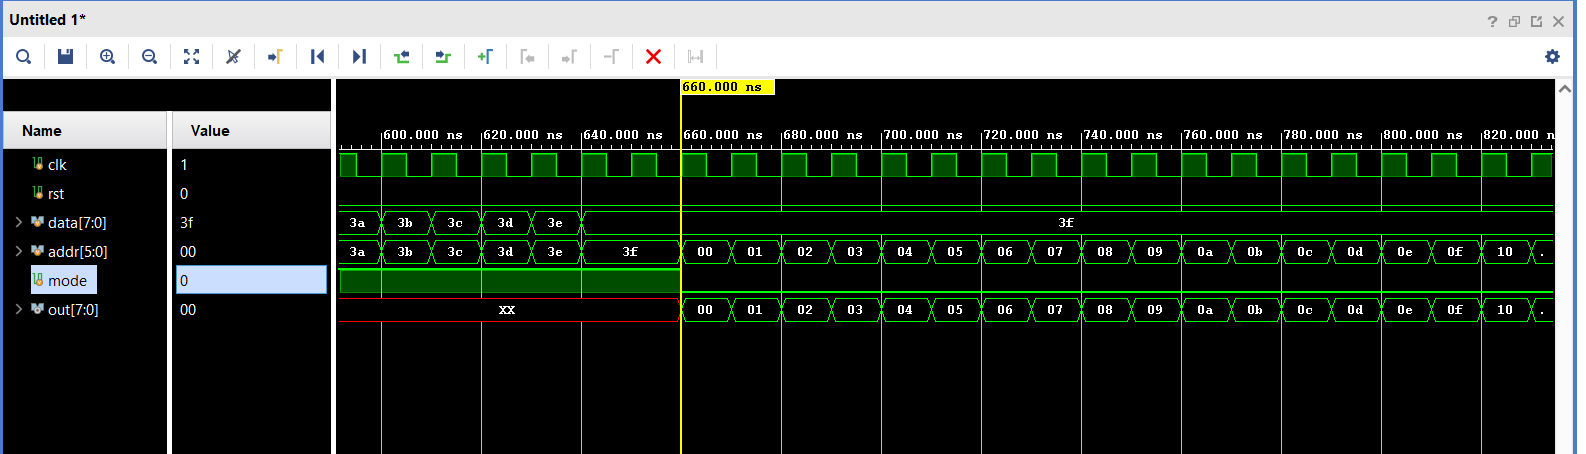 Untitled 1*
?
660.000 ns
Name Value
600.000 ns 620.000 ns 640.000 ns 660.000 ns 680.000 ns 700.000 ns 720.000 ns 740.000 ns 760.000 ns 780.000 ns 800.000 ns 820.000 n
clk 1
rst 0
data[7:0] 3f 3a 3b 3c 3d 3e 3f
addr[5:0] 00 3a 3b 3c 3d 3e 3f 00 01 02 03 04 05 06 07 08 09 0a 0b 0c 0d 0e 0f 10 .
mode 0
out[7:0] 00 XX 00 01 02 03 04 05 06 07 08 09 0a 0b 0c 0d 0e 0f 10 .